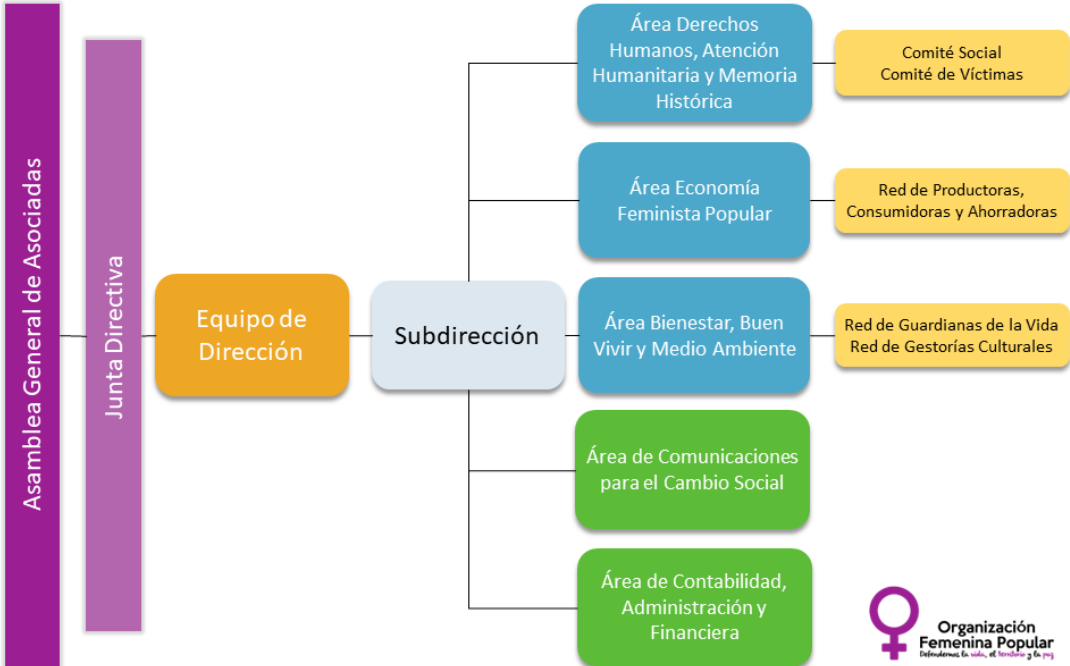 Asamblea General de Asociadas
Junta Directiva
Equipo de
Dirección
Subdirección
Área Derechos
Humanos, Atención
Humanitaria y Memoria
Histórica
Comité Social
Comité de Víctimas
Área Economía
Feminista Popular
Red de Productoras,
Consumidoras y Ahorradoras
Área Bienestar, Buen
Vivir y Medio Ambiente
Red de Guardianas de la Vida
Red de Gestorías Culturales
Área de Comunicaciones
para el Cambio Social
Área de Contabilidad,
Administración y
Financiera
Organización
Femenina Popular
Defendemos la vida, el territorio y la paz